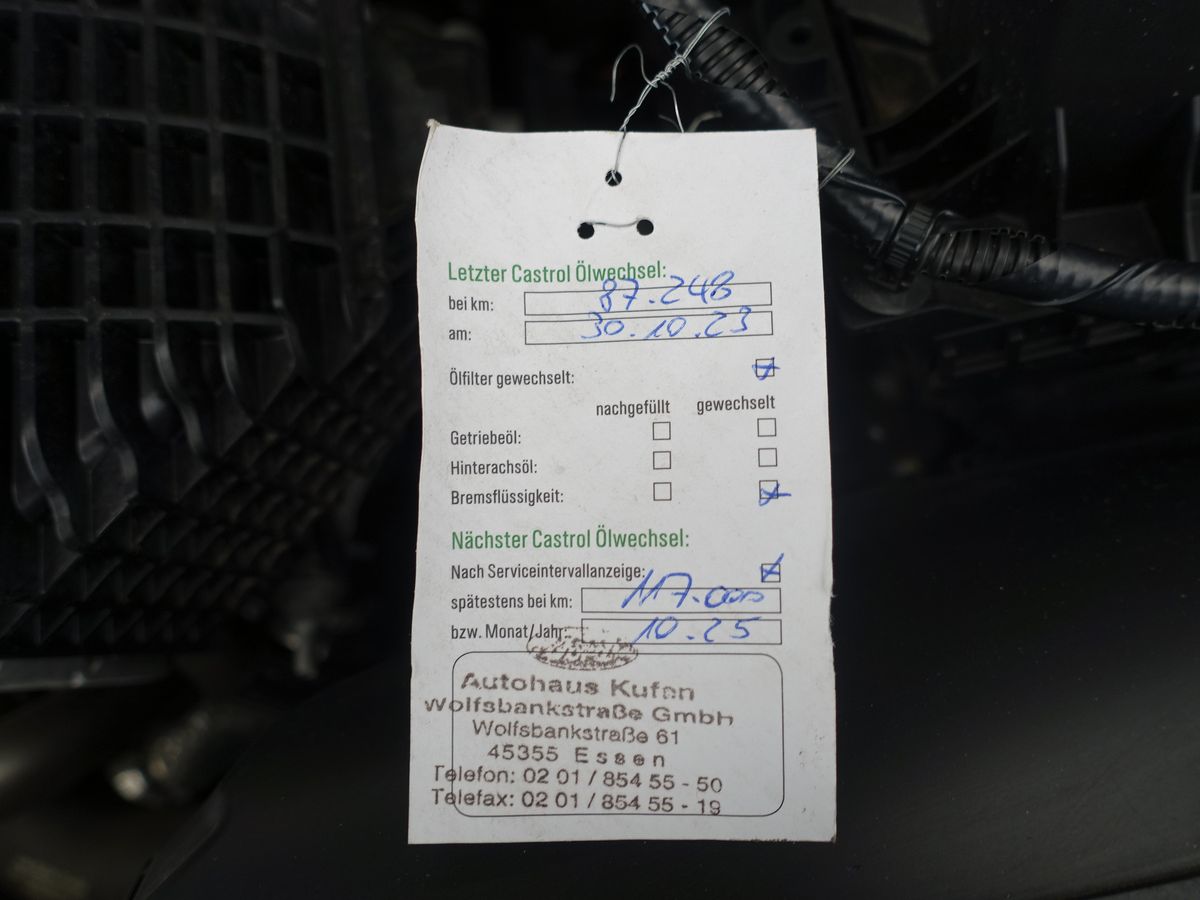 Letzter Castrol Ölwechsel:
bei km: 87.248
am: 30.10.23
Ölfilter gewechselt:
nachgefüllt gewechselt
Getriebeöl:
Hinterachsöl:
Bremsflüssigkeit:
Nächster Castrol Ölwechsel:
Nach Serviceintervallanzeige:
spätestens bei km: 117.000
bzw. Monat/Jahr: 10.25
Autohaus Kufen
Wolfsbankstraße GmbH
Wolfsbankstraße 61
45355 Essen
Telefon: 02 01 / 854 55 - 50
Telefax: 02 01 / 854 55 - 19